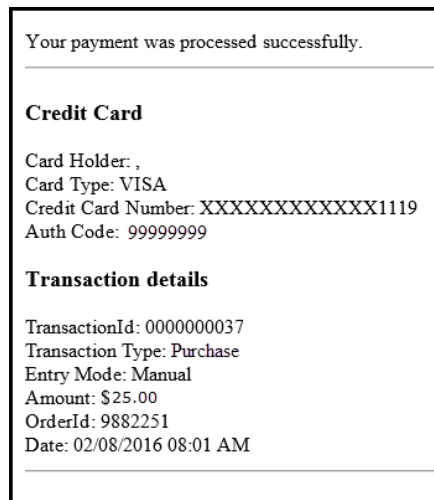 Your payment was processed successfully.
Credit Card
Card Holder: ,
Card Type: VISA
Credit Card Number: XXXXXXXXXXXX1119
Auth Code: 99999999
Transaction details
TransactionId: 0000000037
Transaction Type: Purchase
Entry Mode: Manual
Amount: $25.00
OrderId: 9882251
Date: 02/08/2016 08:01 AM